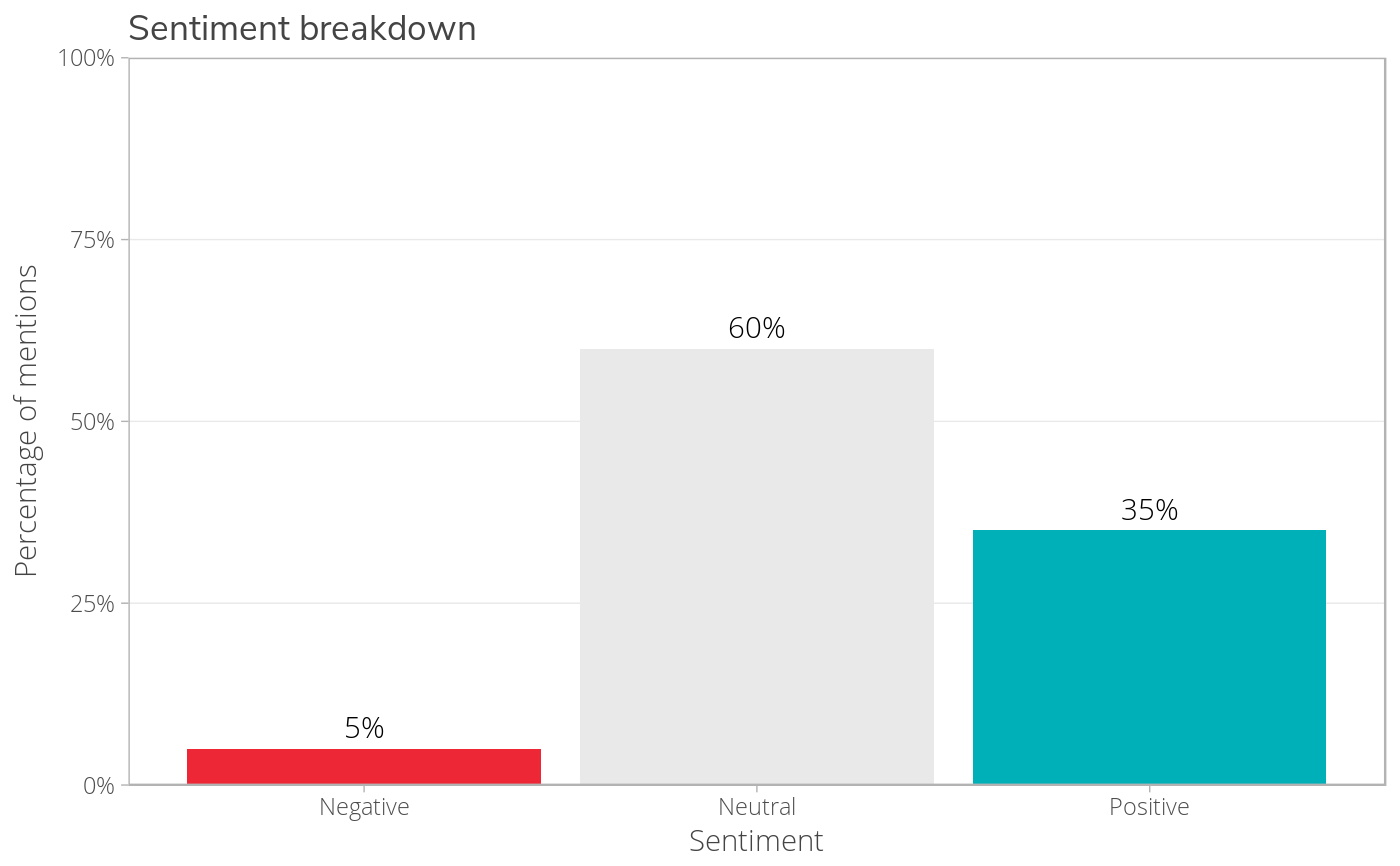 Sentiment breakdown
100%
75%
50%
25%
0%
Percentage of mentions
5%
60%
35%
Negative
Neutral
Positive
Sentiment